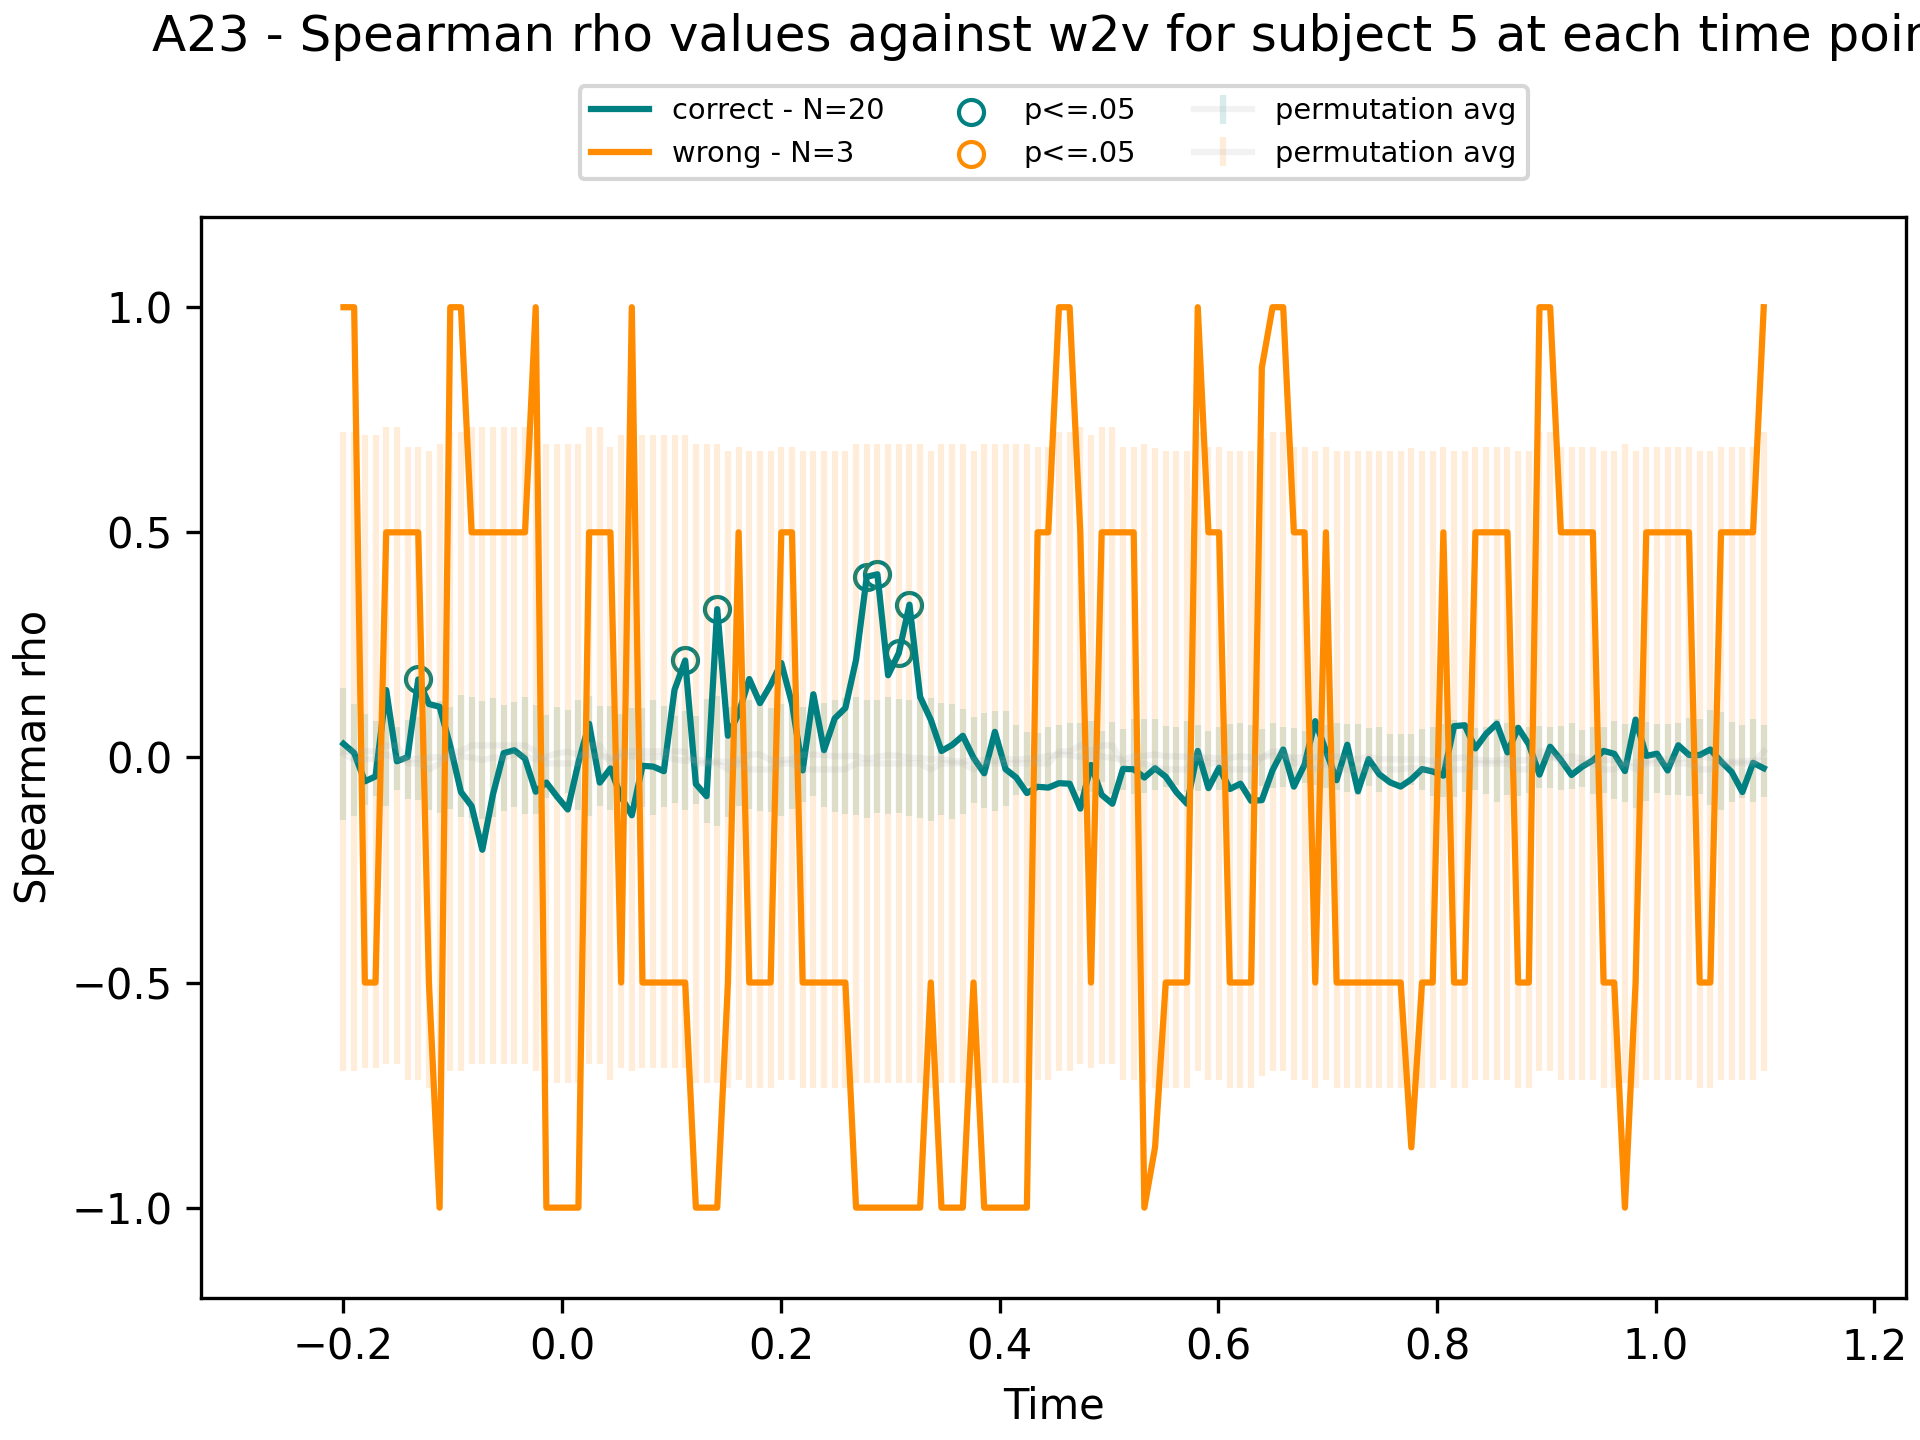 A23 - Spearman rho values against w2v for subject 5 at each time
correct - N=20 p<=.05 permutation avg
wrong - N=3 p<=.05 permutation avg
1.0
0.5
0.0
−0.5
−1.0
Spearman rho
−0.2 0.0 0.2 0.4 0.6 0.8 1.0 1.2
Time